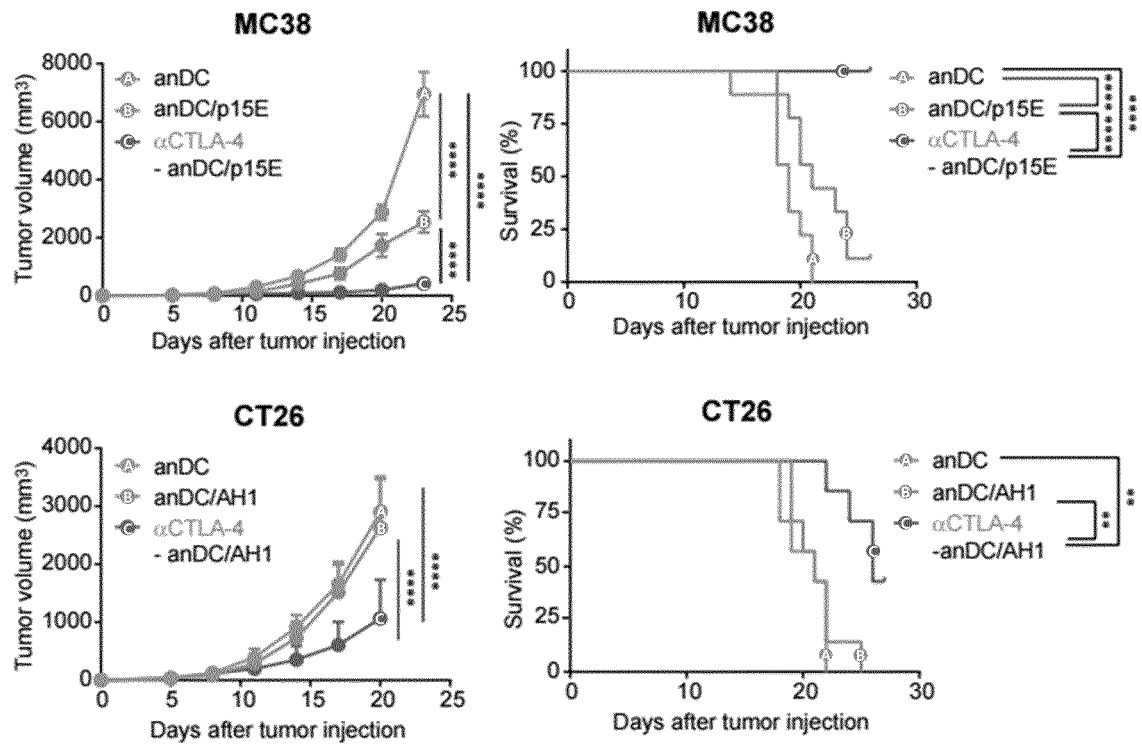 MC38
Tumor volume (mm3)
8000
6000
4000
2000
0
A anDC
B anDC/p15E
C αCTLA-4
- anDC/p15E
A
B
C
****
****
****
0 5 10 15 20 25
Days after tumor injection
MC38
Survival (%)
100
75
50
25
0
C
B
A
A anDC
B anDC/p15E
C αCTLA-4
- anDC/p15E
****
****
****
0 10 20 30
Days after tumor injection
CT26
Tumor volume (mm3)
4000
3000
2000
1000
0
A anDC
B anDC/AH1
C αCTLA-4
- anDC/AH1
A
B
C
****
****
0 5 10 15 20 25
Days after tumor injection
CT26
Survival (%)
100
75
50
25
0
C
A B
A anDC
B anDC/AH1
C αCTLA-4
-anDC/AH1
**
**
0 10 20 30
Days after tumor injection